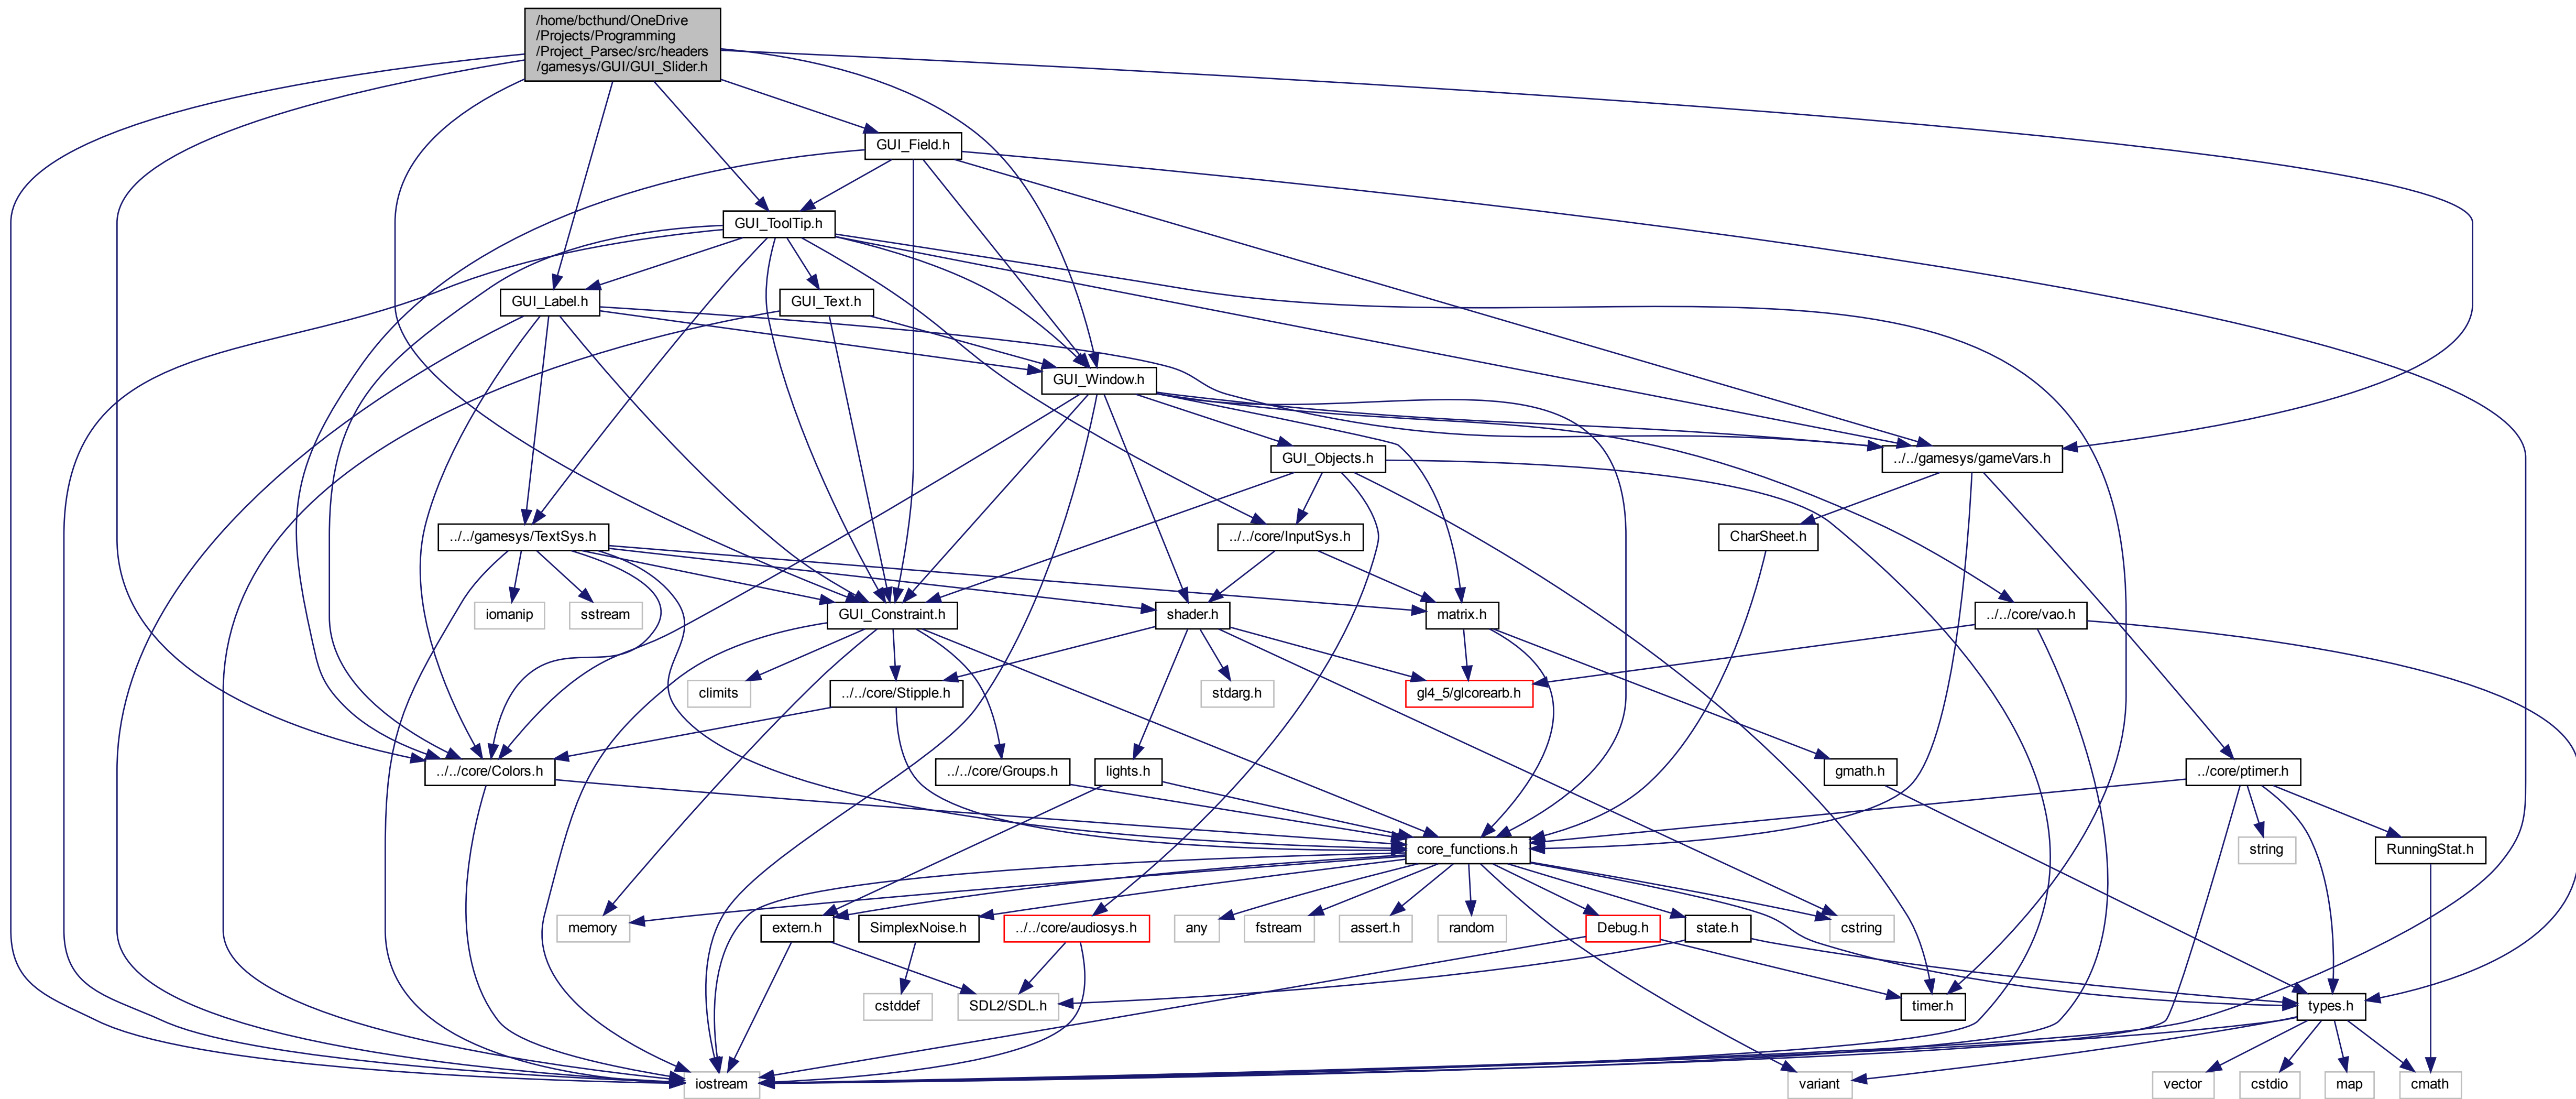 /home/bcthund/OneDrive
/Projects/Programming
/Project_Parsec/src/headers
/gamesys/GUI/GUI_Slider.h
GUI_Field.h
GUI_ToolTip.h
GUI_Label.h
GUI_Text.h
GUI_Window.h
GUI_Objects.h
../../gamesys/gameVars.h
../../gamesys/TextSys.h
../../core/InputSys.h
CharSheet.h
iomanip
sstream
GUI_Constraint.h
shader.h
matrix.h
../../core/vao.h
climits
../../core/Stipple.h
stdarg.h
gl4_5/glcorearb.h
../../core/Colors.h
../../core/Groups.h
lights.h
gmath.h
../core/ptimer.h
core_functions.h
string
RunningStat.h
memory
extern.h
SimplexNoise.h
../../core/audiosys.h
any
fstream
assert.h
random
Debug.h
state.h
cstring
cstddef
SDL2/SDL.h
timer.h
types.h
iostream
variant
vector
cstdio
map
cmath